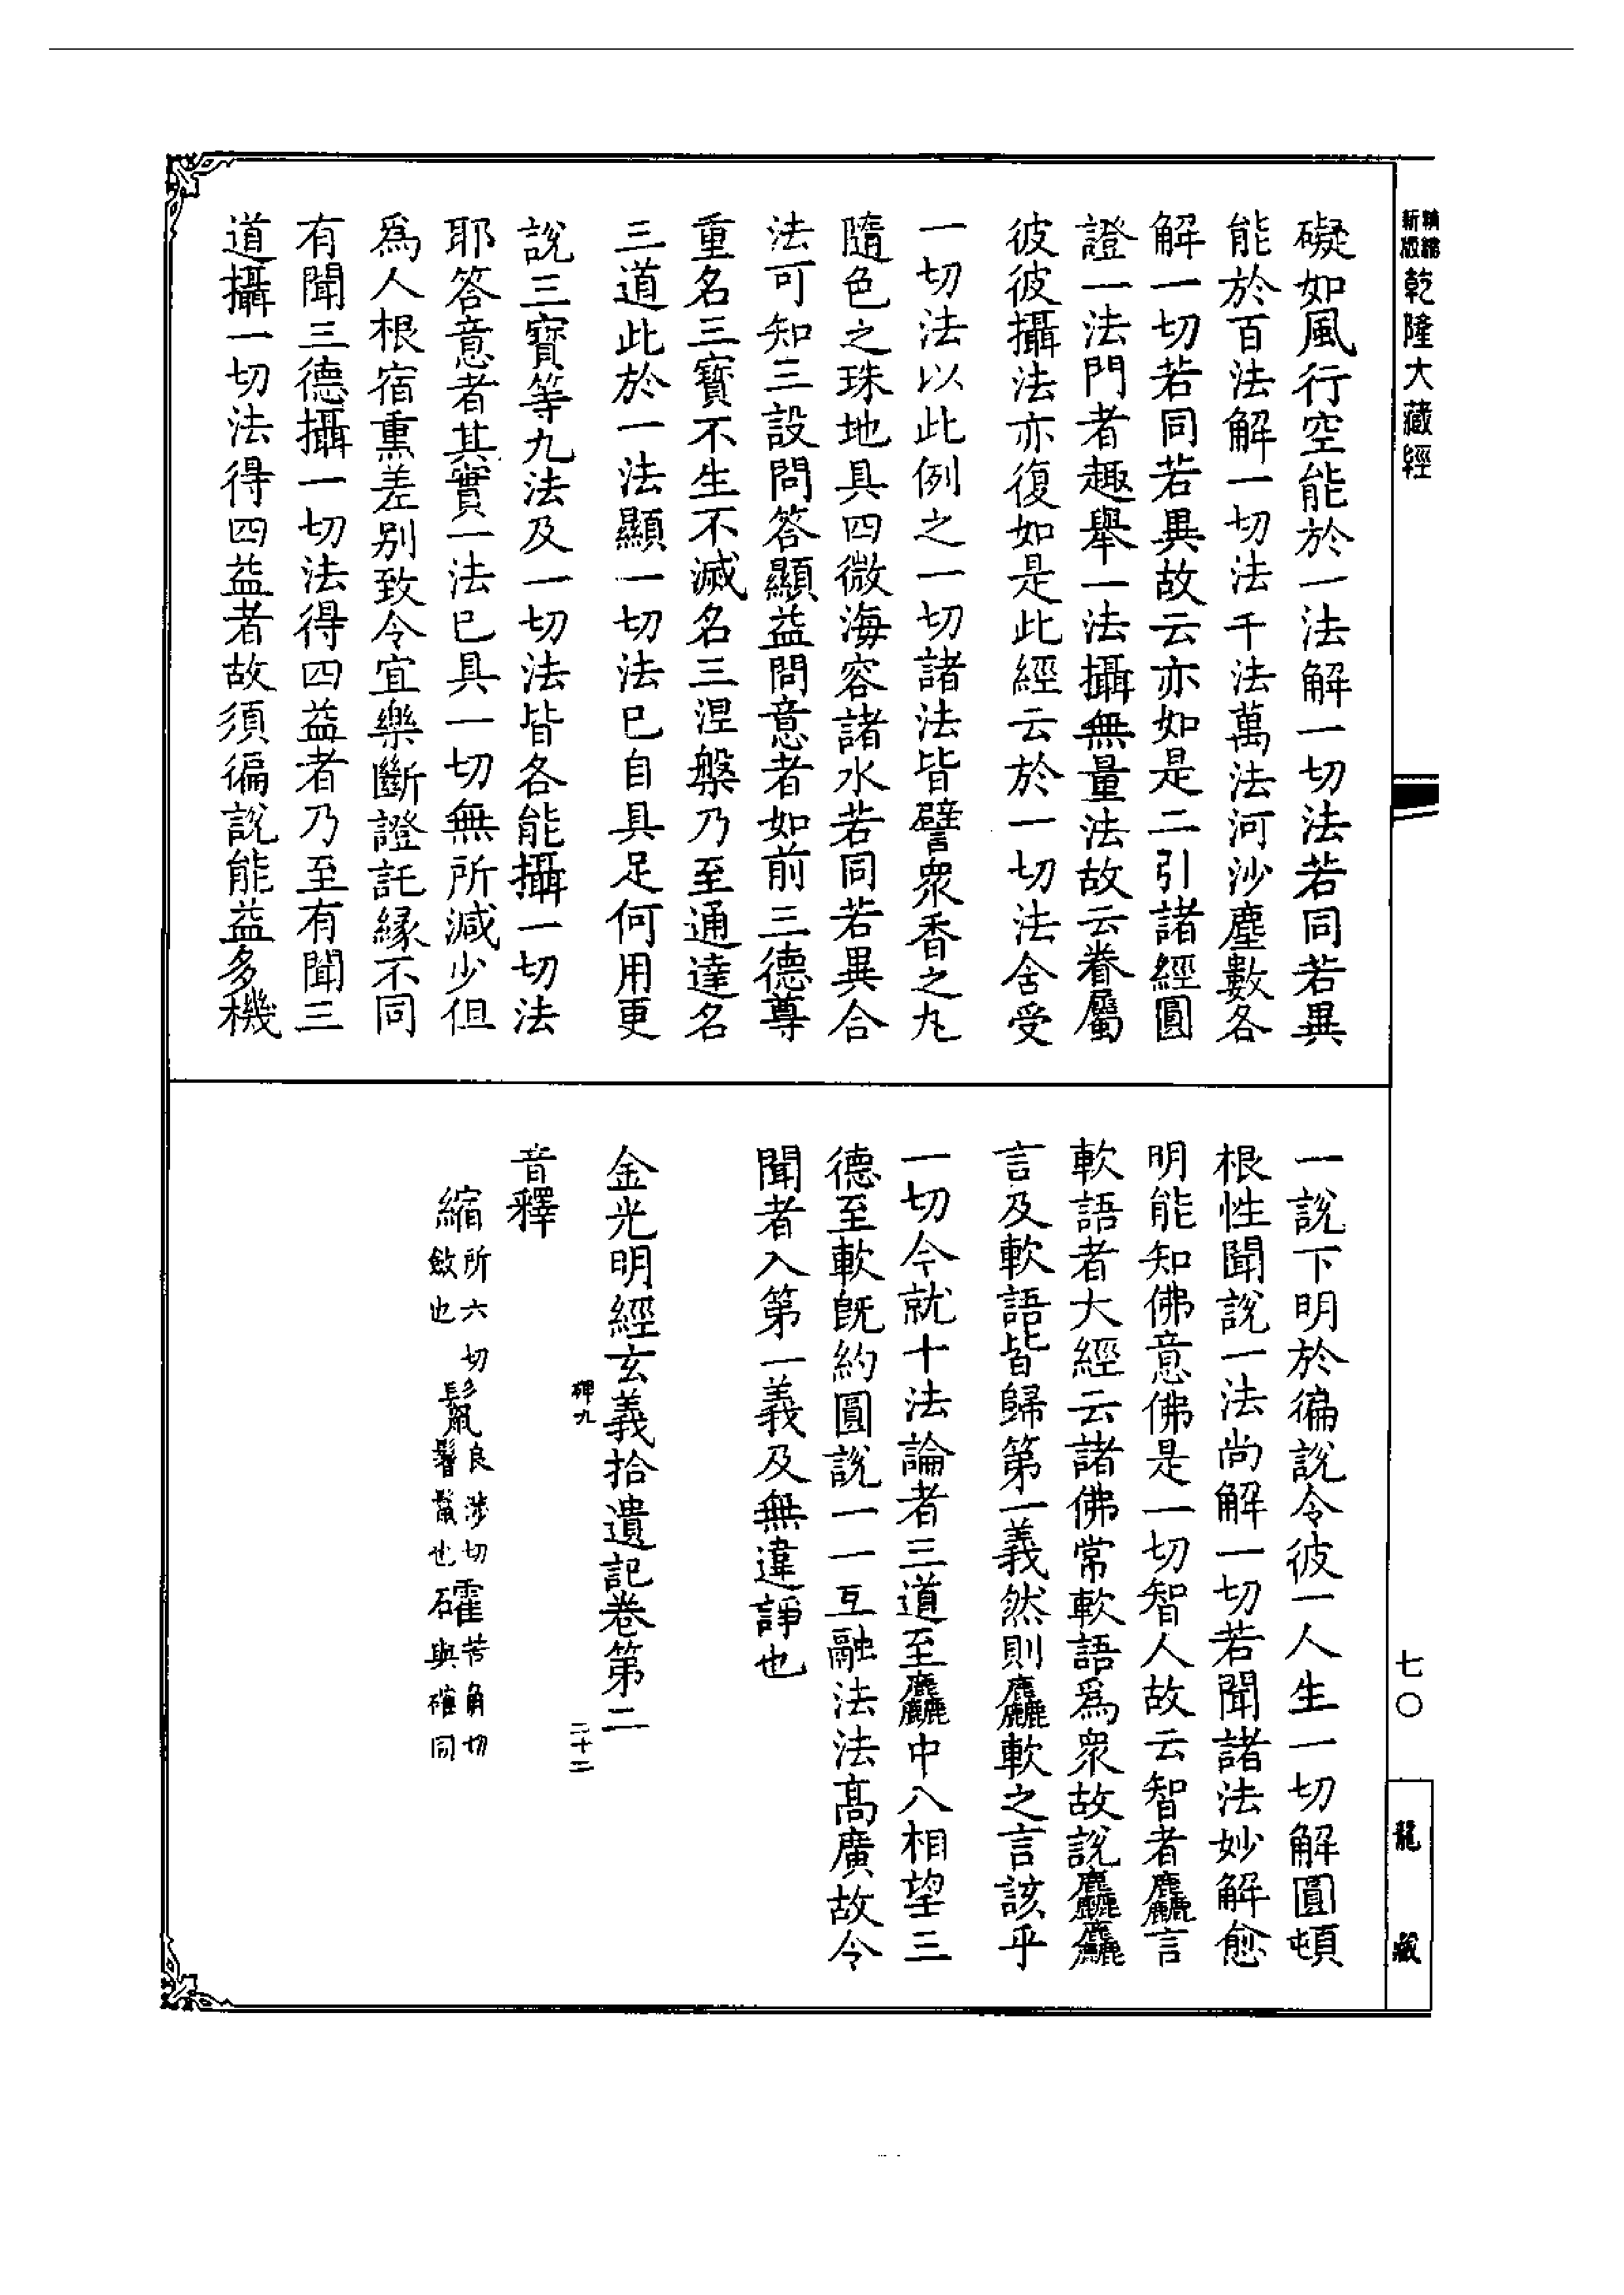 精縮
新版
乾隆大藏經
礙如風行空能於一法解一切法若同若異
能於百法解一切法千法萬法河沙塵數各
解一切若同若異故云亦如是二引諸經圓
證一法門者趣舉一法攝無量法故云眷屬
彼彼攝法亦復如是此經云於一切法舍受
一切法以此例之一切諸法皆譬衆香之丸
隨色之珠地具四微海容諸水若同若異合
法可知三設問答顯益問意者如前三德尊
重名三寶不生不滅名三涅槃乃至通達名
三道此於一法顯一切法已自具足何用更
說三寶等九法及一切法皆各能攝一切法
耶答意者其實一法已具一切無所減少但
爲人根宿熏差別致令宜樂斷證託緣不同
有聞三德攝一切法得四益者乃至有聞三
道攝一切法得四益者故須徧說能益多機
一說下明於徧說令彼一人生一切解圓頓
根性聞說一法尚解一切若聞諸法妙解愈
明能知佛意佛是一切智人故云智者麤言
軟語者大經云諸佛常軟語爲衆故說麤麤
言及軟語皆歸第一義然則麤軟之言該乎
一切今就十法論者三道至麤中八相望三
德至軟旣約圓說一一互融法法高廣故令
聞者入第一義及無違諍也
金光明經玄義拾遺記卷第二
碑九
二十三
音釋
縮所六切斂也 鬣良涉切鬐鬣也 礭苦角切與確同
七〇
龍藏